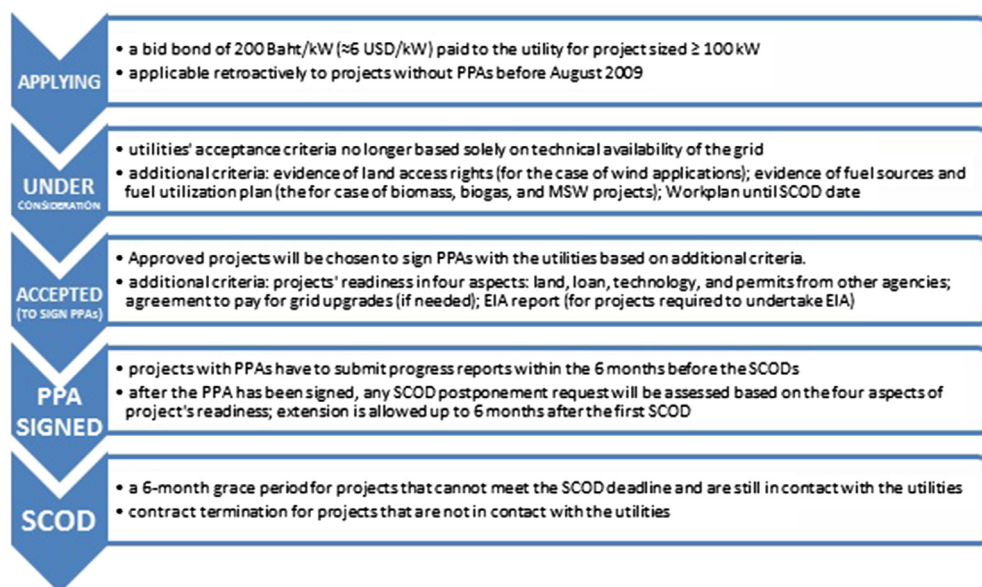 APPLYING
• a bid bond of 200 Baht/kW (≈6 USD/kW) paid to the utility for project sized ≥ 100 kW
• applicable retroactively to projects without PPAs before August 2009
UNDER
CONSIDERATION
• utilities' acceptance criteria no longer based solely on technical availability of the grid
• additional criteria: evidence of land access rights (for the case of wind applications); evidence of fuel sources and
fuel utilization plan (the for case of biomass, biogas, and MSW projects); Workplan until SCOD date
ACCEPTED
(TO SIGN PPAs)
• Approved projects will be chosen to sign PPAs with the utilities based on additional criteria.
• additional criteria: projects' readiness in four aspects: land, loan, technology, and permits from other agencies;
agreement to pay for grid upgrades (if needed); EIA report (for projects required to undertake EIA)
PPA
SIGNED
• projects with PPAs have to submit progress reports within the 6 months before the SCODs
• after the PPA has been signed, any SCOD postponement request will be assessed based on the four aspects of
project's readiness; extension is allowed up to 6 months after the first SCOD
SCOD
• a 6-month grace period for projects that cannot meet the SCOD deadline and are still in contact with the utilities
• contract termination for projects that are not in contact with the utilities